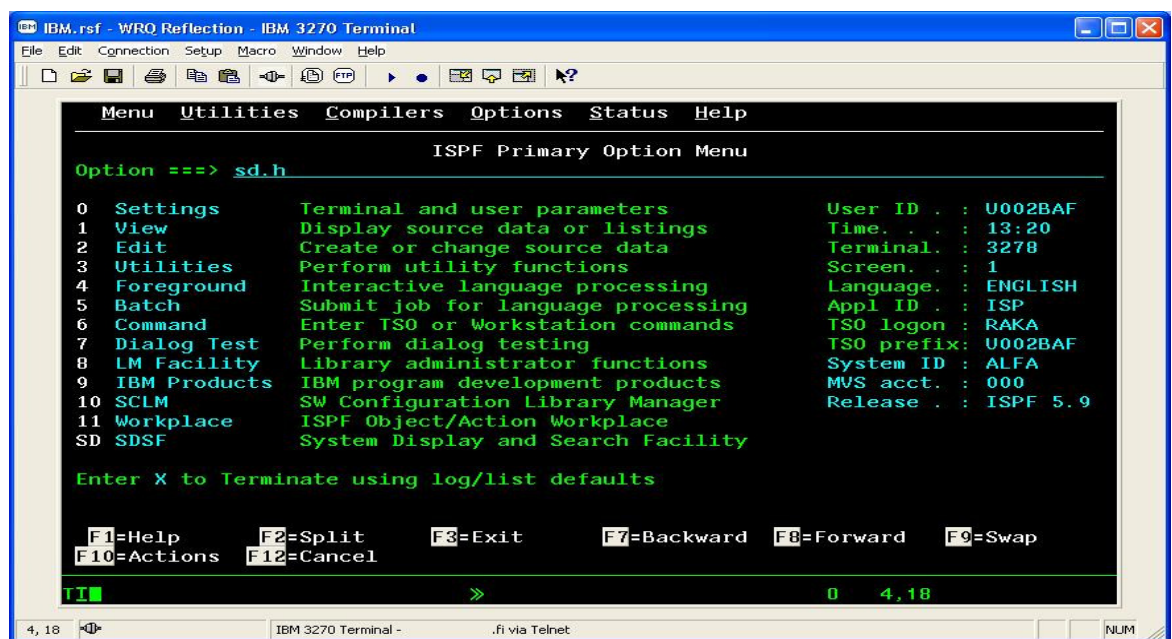 IBM IBM.rsf - WRQ Reflection - IBM 3270 Terminal
File Edit Connection Setup Macro Window Help
FTP
Menu Utilities Compilers Options Status Help
ISPF Primary Option Menu
Option ===> sd.h
0 Settings Terminal and user parameters User ID . : U002BAF
1 View Display source data or listings Time. . . : 13:20
2 Edit Create or change source data Terminal. : 3278
3 Utilities Perform utility functions Screen. . : 1
4 Foreground Interactive language processing Language. : ENGLISH
5 Batch Submit job for language processing Appl ID . : ISP
6 Command Enter TSO or Workstation commands TSO logon : RAKA
7 Dialog Test Perform dialog testing TSO prefix: U002BAF
8 LM Facility Library administrator functions System ID : ALFA
9 IBM Products IBM program development products MVS acct. : 000
10 SCLM SW Configuration Library Manager Release . : ISPF 5.9
11 Workplace ISPF Object/Action Workplace
SD SDSF System Display and Search Facility
Enter X to Terminate using log/list defaults
F1=Help F2=Split F3=Exit F7=Backward F8=Forward F9=Swap
F10=Actions F12=Cancel
TI » 0 4,18
4, 18 IBM 3270 Terminal - .fi via Telnet NUM